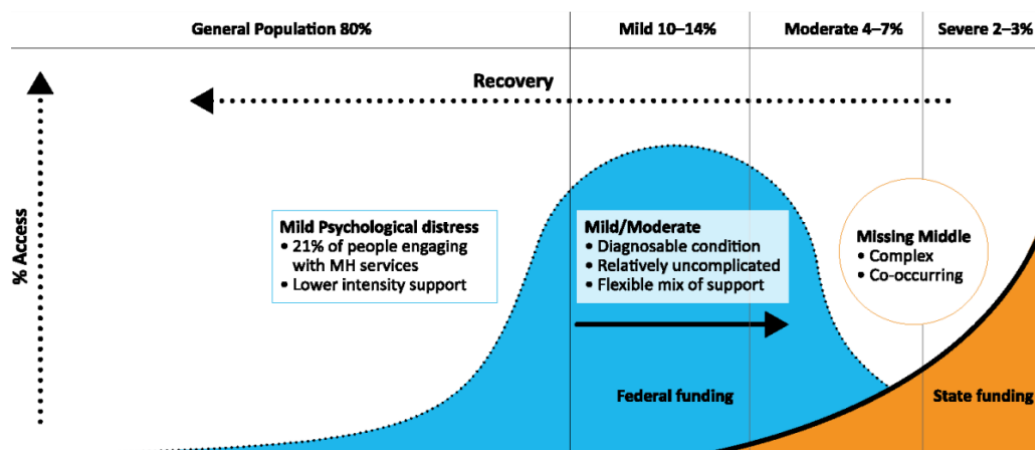 General Population 80%
Mild 10–14%
Moderate 4–7%
Severe 2–3%
Recovery
% Access
Mild Psychological distress
• 21% of people engaging
with MH services
• Lower intensity support
Mild/Moderate
• Diagnosable condition
• Relatively uncomplicated
• Flexible mix of support
Missing Middle
• Complex
• Co-occurring
Federal funding
State funding